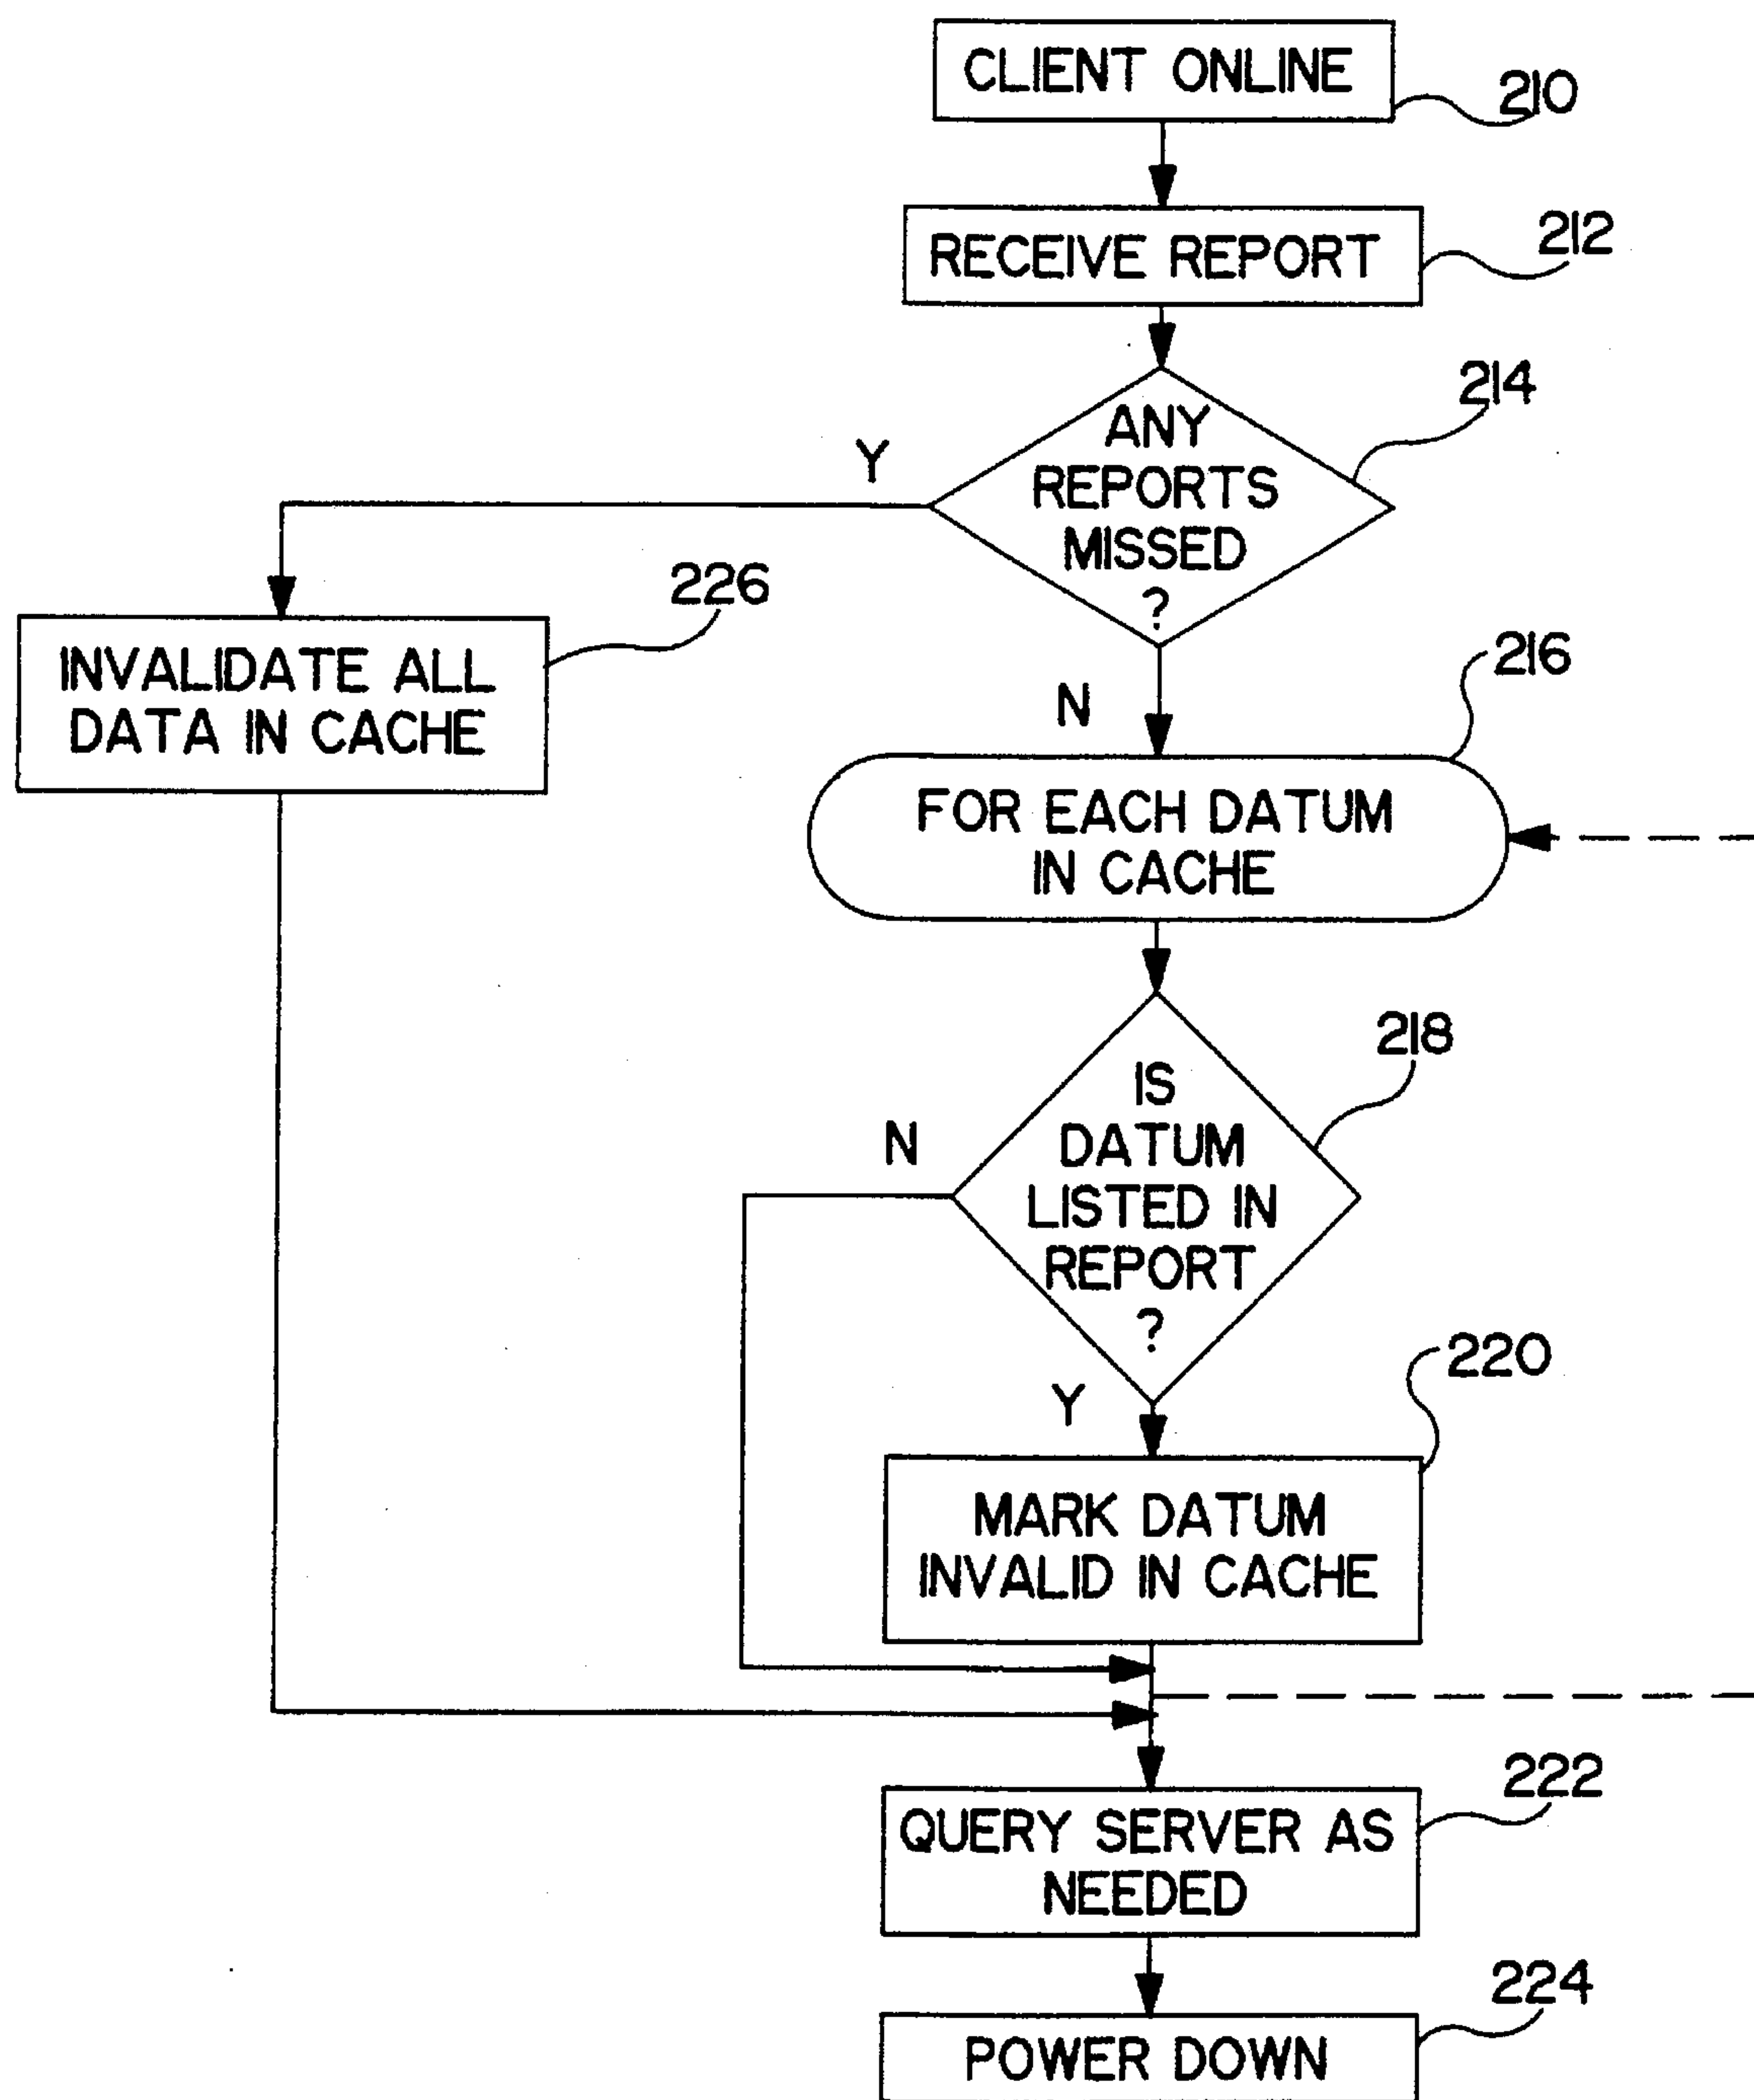 CLIENT ONLINE
210
RECEIVE REPORT
212
ANY
REPORTS
MISSED
?
214
Y
N
INVALIDATE ALL
DATA IN CACHE
226
FOR EACH DATUM
IN CACHE
216
IS
DATUM
LISTED IN
REPORT
?
218
N
Y
MARK DATUM
INVALID IN CACHE
220
QUERY SERVER AS
NEEDED
222
POWER DOWN
224